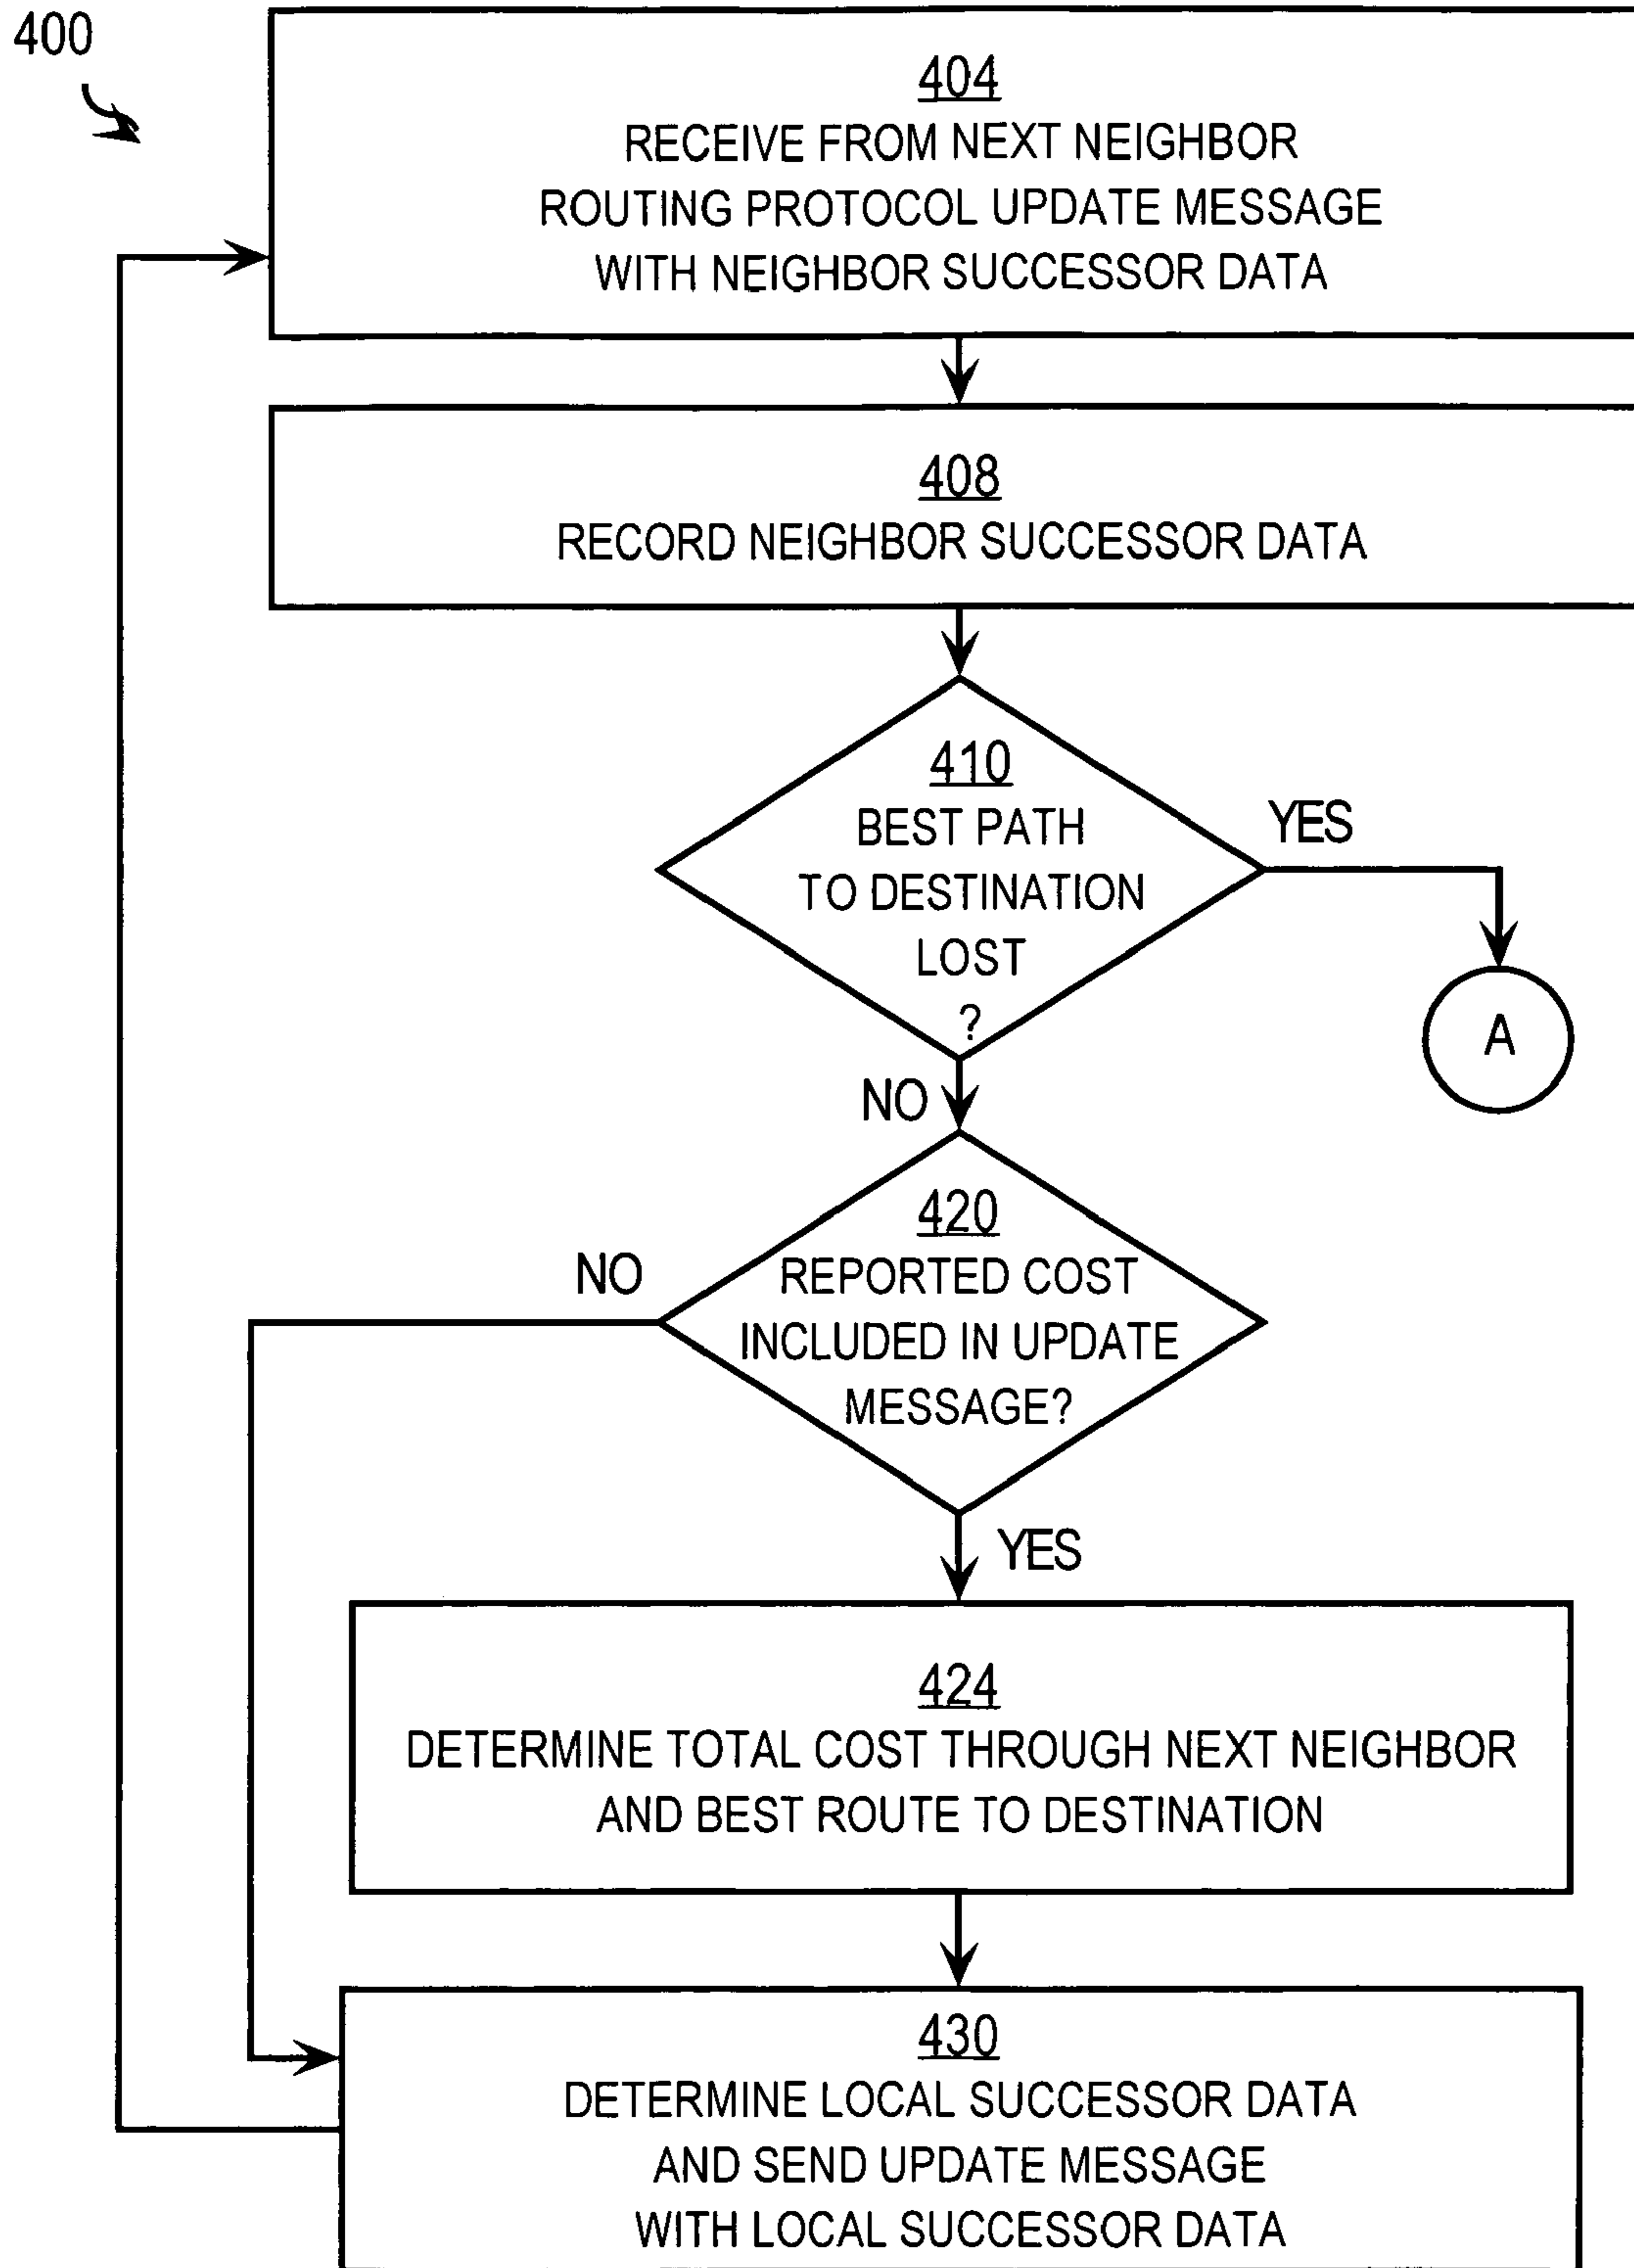 400
404
RECEIVE FROM NEXT NEIGHBOR
ROUTING PROTOCOL UPDATE MESSAGE
WITH NEIGHBOR SUCCESSOR DATA
408
RECORD NEIGHBOR SUCCESSOR DATA
410
BEST PATH
TO DESTINATION
LOST
?
YES
A
NO
420
REPORTED COST
INCLUDED IN UPDATE
MESSAGE?
NO
YES
424
DETERMINE TOTAL COST THROUGH NEXT NEIGHBOR
AND BEST ROUTE TO DESTINATION
430
DETERMINE LOCAL SUCCESSOR DATA
AND SEND UPDATE MESSAGE
WITH LOCAL SUCCESSOR DATA